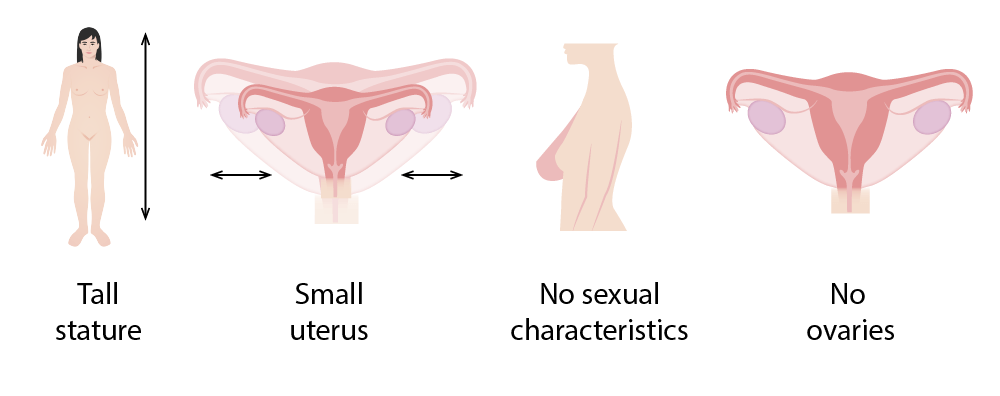 Tall
stature
Small
uterus
No sexual
characteristics
No
ovaries